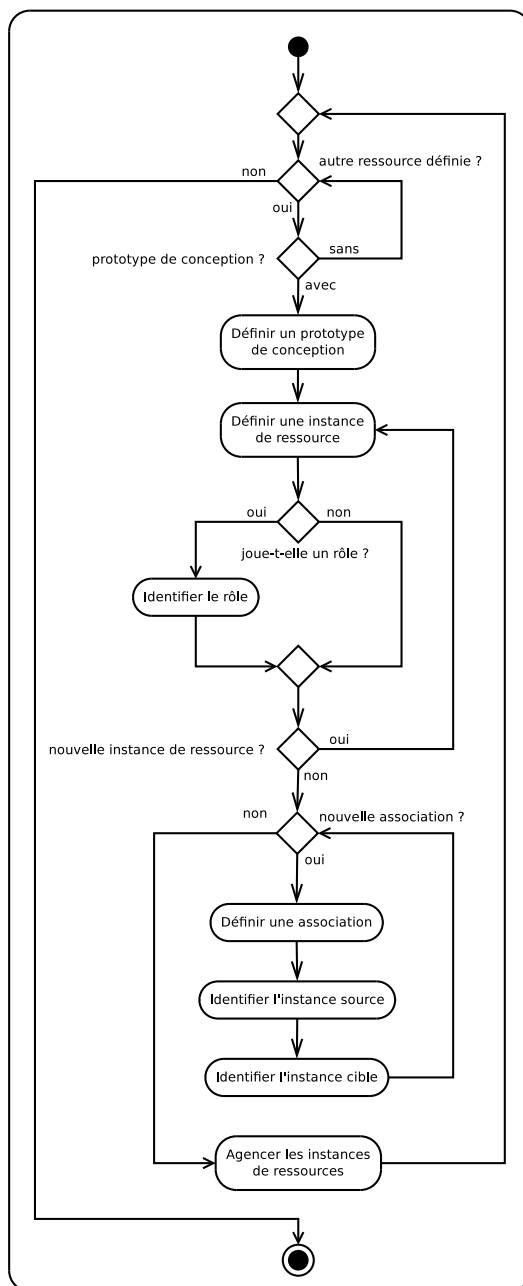 autre ressource définie ?
non
oui
prototype de conception ?
sans
avec
Définir un prototype
de conception
Définir une instance
de ressource
oui
non
joue-t-elle un rôle ?
Identifier le rôle
nouvelle instance de ressource ?
oui
non
non
nouvelle association ?
oui
Définir une association
Identifier l'instance source
Identifier l'instance cible
Agencer les instances
de ressources